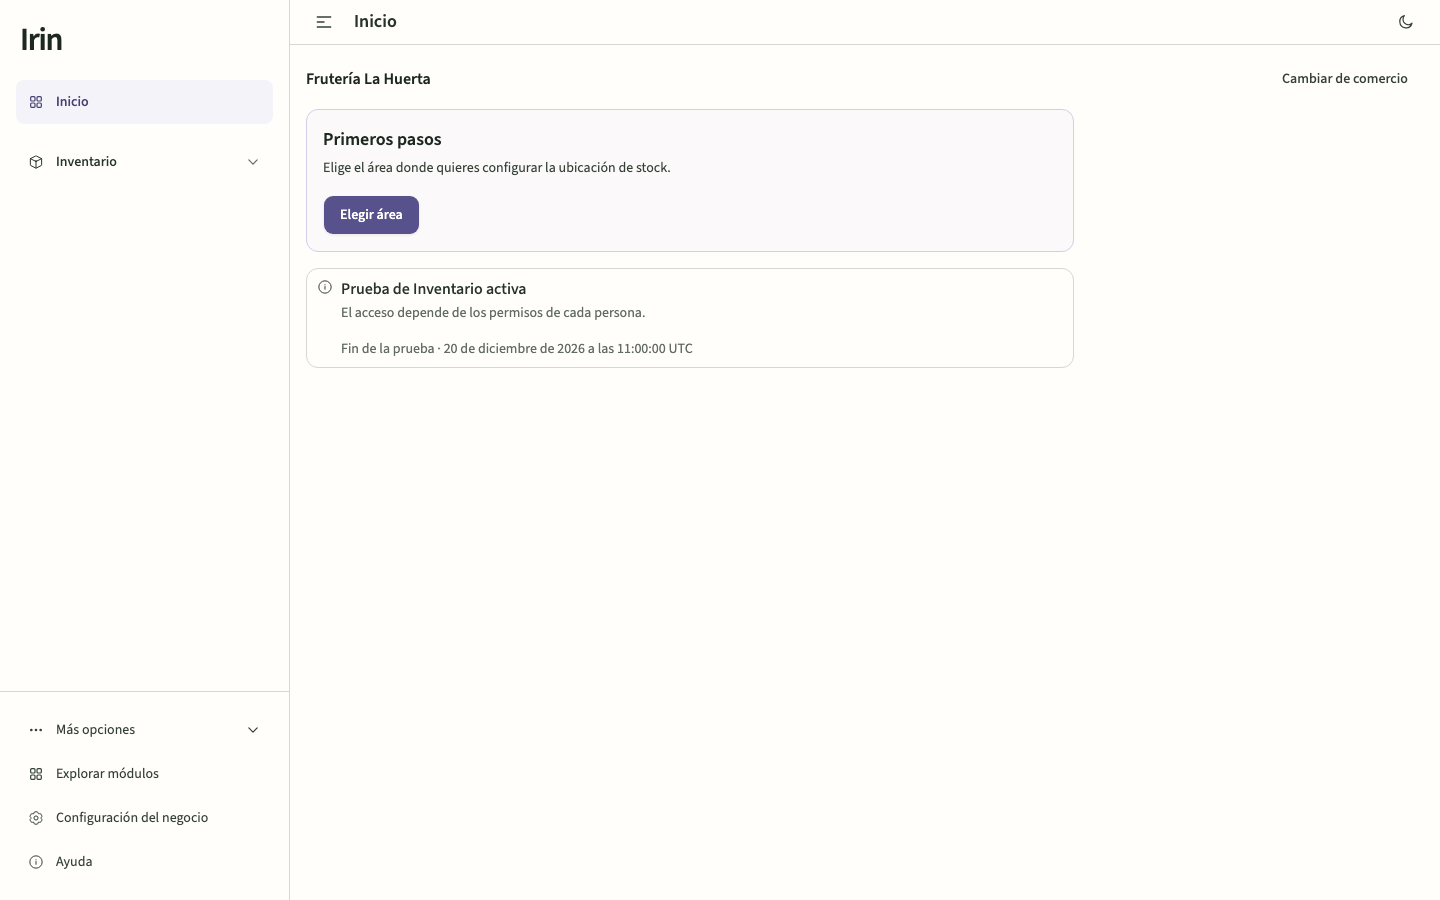 Irin
Inicio
Inventario
Más opciones
Explorar módulos
Configuración del negocio
Ayuda
Inicio
Frutería La Huerta
Cambiar de comercio
Primeros pasos
Elige el área donde quieres configurar la ubicación de stock.
Elegir área
Prueba de Inventario activa
El acceso depende de los permisos de cada persona.
Fin de la prueba · 20 de diciembre de 2026 a las 11:00:00 UTC